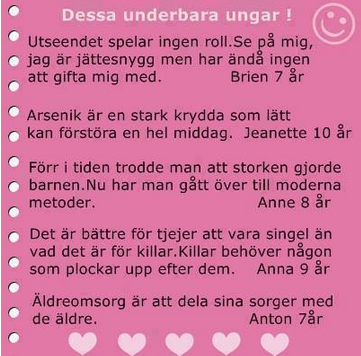 Dessa underbara ungar !
Utseendet spelar ingen roll.Se på mig,
jag är jättesnygg men har ändå ingen
att gifta mig med. Brien 7 år
Arsenik är en stark krydda som lätt
kan förstöra en hel middag. Jeanette 10 år
Förr i tiden trodde man att storken gjorde
barnen.Nu har man gått över till moderna
metoder. Anne 8 år
Det är bättre för tjejer att vara singel än
vad det är för killar.Killar behöver någon
som plockar upp efter dem. Anna 9 år
Äldreomsorg är att dela sina sorger med
de äldre. Anton 7år